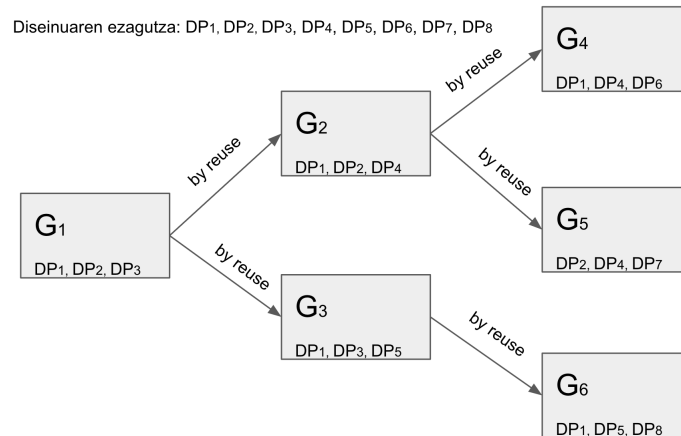 Diseinuaren ezagutza: DP1, DP2, DP3, DP4, DP5, DP6, DP7, DP8
G4
DP1, DP4, DP6
by reuse
G2
DP1, DP2, DP4
by reuse
by reuse
G5
DP2, DP4, DP7
G1
DP1, DP2, DP3
by reuse
G3
DP1, DP3, DP5
by reuse
G6
DP1, DP5, DP8